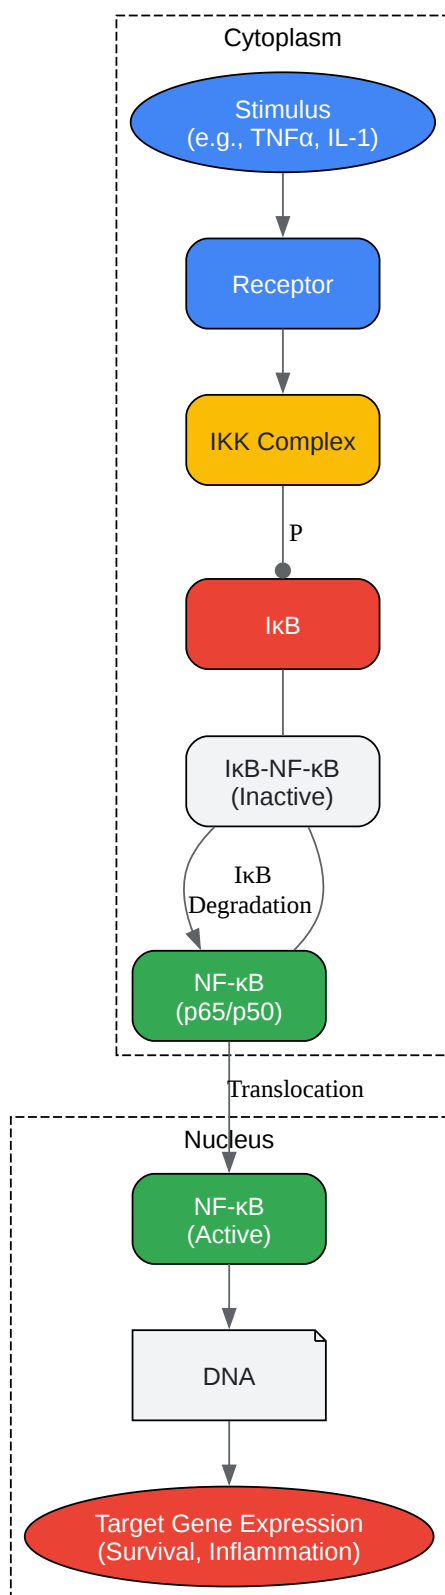 Cytoplasm
Stimulus
(e.g., TNFα, IL-1)
Receptor
IKK Complex
P
IκB
IκB-NF-κB
(Inactive)
IκB
Degradation
NF-κB
(p65/p50)
Translocation
Nucleus
NF-κB
(Active)
DNA
Target Gene Expression
(Survival, Inflammation)